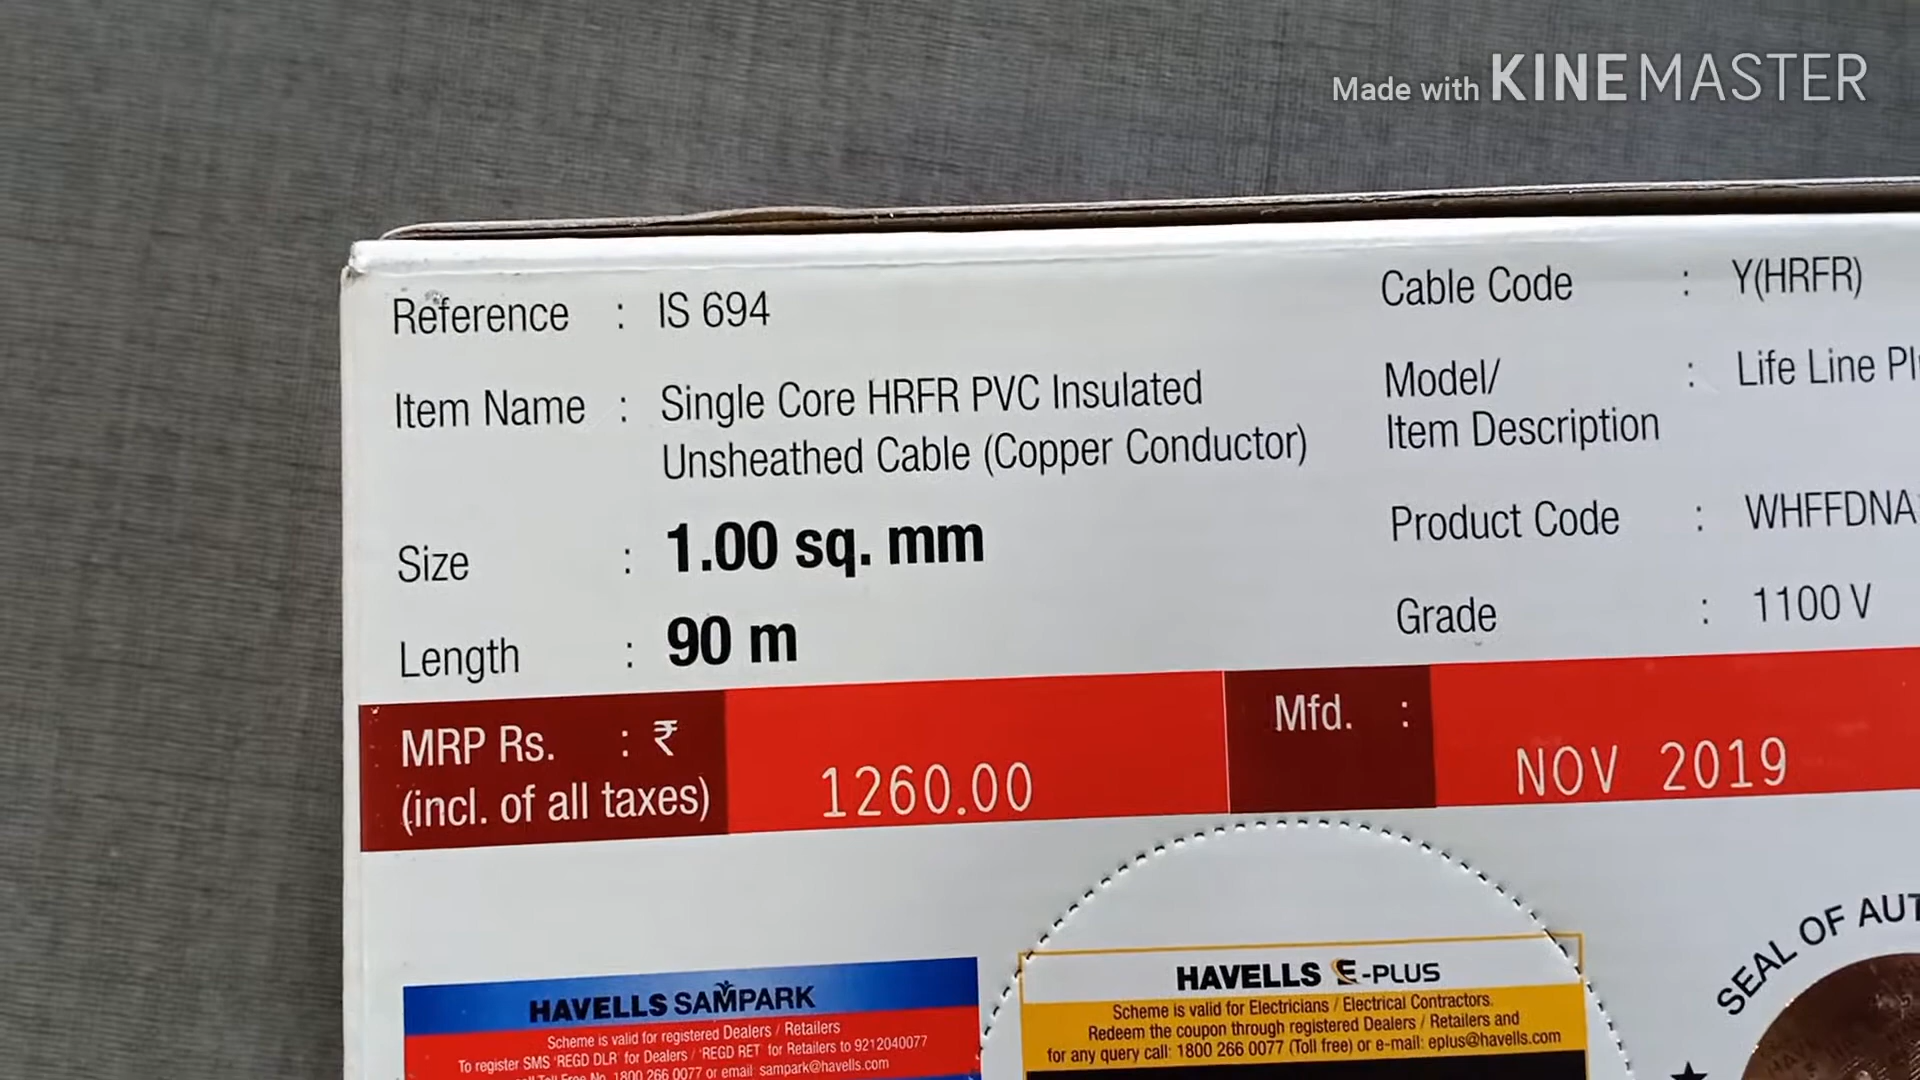 Made with KINEMASTER
Reference : IS 694
Item Name : Single Core HRFR PVC Insulated
Unsheathed Cable (Copper Conductor)
Size : 1.00 sq. mm
Length : 90 m
Cable Code : Y(HRFR)
Model/ : Life Line
Item Description
Product Code : WHFFDNA
Grade : 1100 V
MRP Rs. : ₹
(incl. of all taxes)
1260.00
Mfd. :
NOV 2019
HAVELLS SAMPARK
Scheme is valid for registered Dealers / Retailers
To register SMS 'REGD DLR' for Dealers / 'REGD RET' for Retailers to 9212040077
Toll Free No. 1800 266 0077 or email sampark@havells.com
HAVELLS E-PLUS
Scheme is valid for Electricians / Electrical Contractors.
Redeem the coupon through registered Dealers / Retailers and
for any query call: 1800 266 0077 (Toll free) or e-mail: eplus@havells.com
SEAL OF